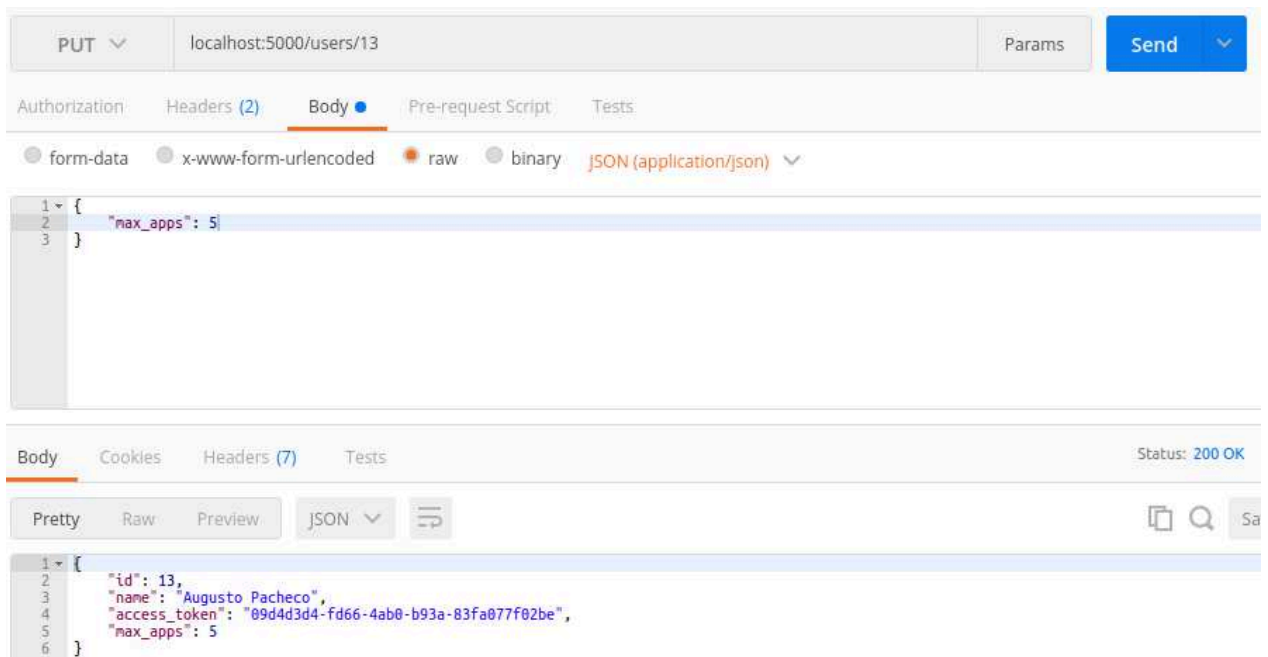 PUT localhost:5000/users/13 Params Send
Authorization Headers (2) Body Pre-request Script Tests
form-data x-www-form-urlencoded raw binary JSON (application/json)
1 {
2 "max_apps": 5
3 }
Body Cookies Headers (7) Tests Status: 200 OK
Pretty Raw Preview JSON Sa
1 {
2 "id": 13,
3 "name": "Augusto Pacheco",
4 "access_token": "09d4d3d4-fd66-4ab0-b93a-83fa077f02be",
5 "max_apps": 5
6 }